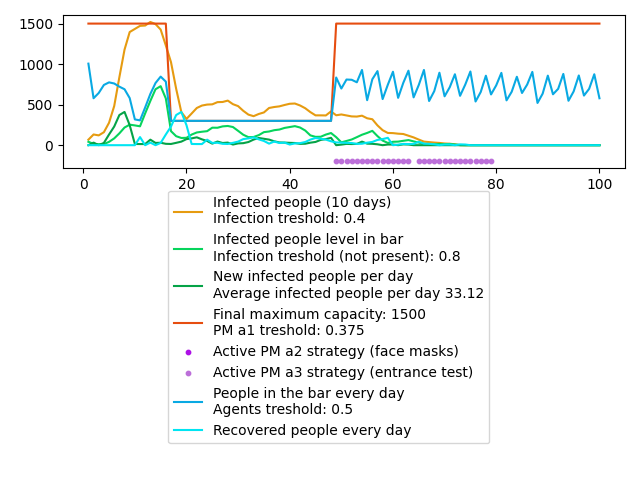 1500
1000
500
0
0
20
40
60
80
100
Infected people (10 days)
Infection treshold: 0.4
Infected people level in bar
Infection treshold (not present): 0.8
New infected people per day
Average infected people per day 33.12
Final maximum capacity: 1500
PM a1 treshold: 0.375
Active PM a2 strategy (face masks)
Active PM a3 strategy (entrance test)
People in the bar every day
Agents treshold: 0.5
Recovered people every day